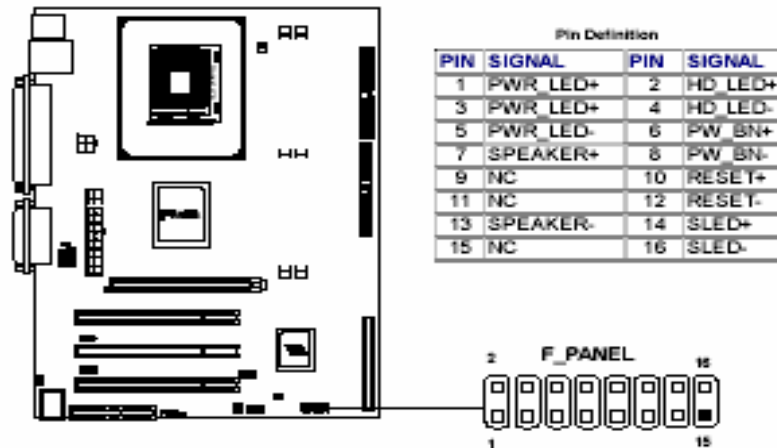 Pin Definition
PIN SIGNAL PIN SIGNAL
1 PWR_LED+ 2 HD_LED+
3 PWR_LED+ 4 HD_LED-
5 PWR_LED- 6 PW_BN+
7 SPEAKER+ 8 PW_BN-
9 NC 10 RESET+
11 NC 12 RESET-
13 SPEAKER- 14 SLED+
15 NC 16 SLED-
2 F_PANEL 16
1 15